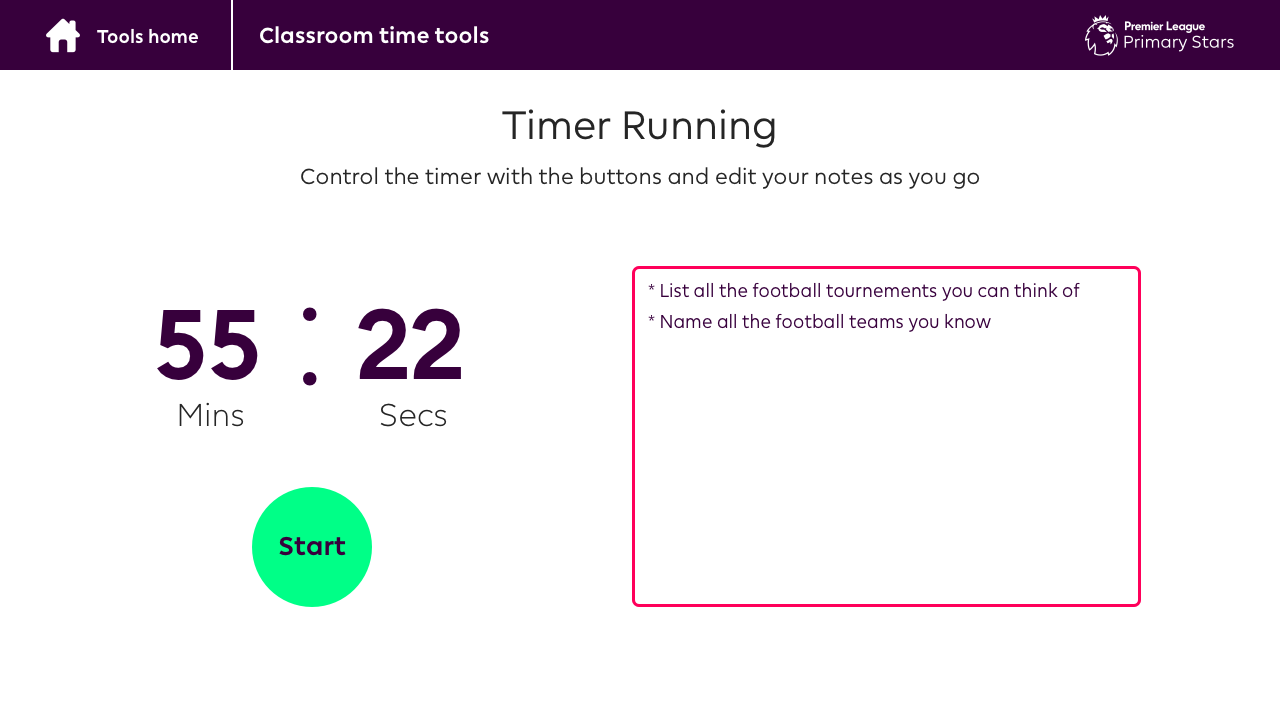 Tools home
Classroom time tools
Premier League
Primary Stars
Timer Running
Control the timer with the buttons and edit your notes as you go
55 : 22
Mins Secs
Start
* List all the football tournements you can think of
* Name all the football teams you know